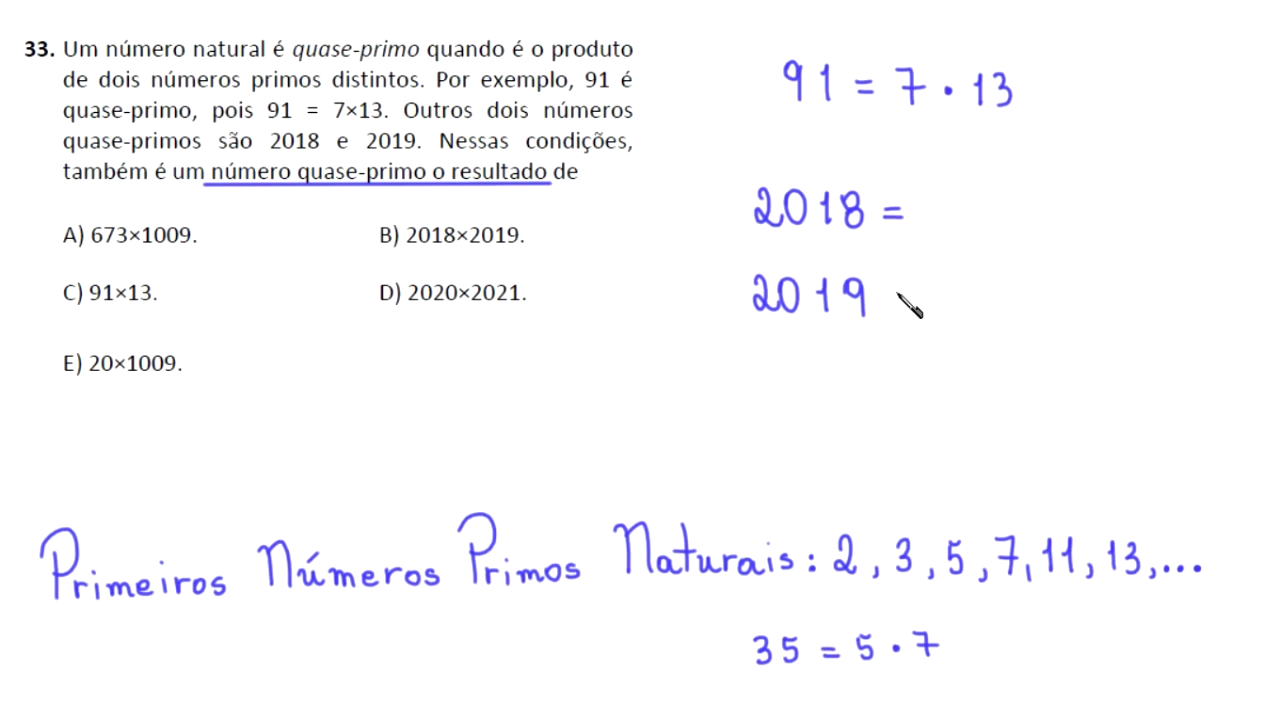 33. Um número natural é quase-primo quando é o produto
de dois números primos distintos. Por exemplo, 91 é
quase-primo, pois 91 = 7×13. Outros dois números
quase-primos são 2018 e 2019. Nessas condições,
também é um número quase-primo o resultado de
A) 673×1009.
B) 2018×2019.
C) 91×13.
D) 2020×2021.
E) 20×1009.
91 = 7 · 13
2018 =
2019
Primeiros Números Primos Naturais: 2, 3, 5, 7, 11, 13, ...
35 = 5 · 7